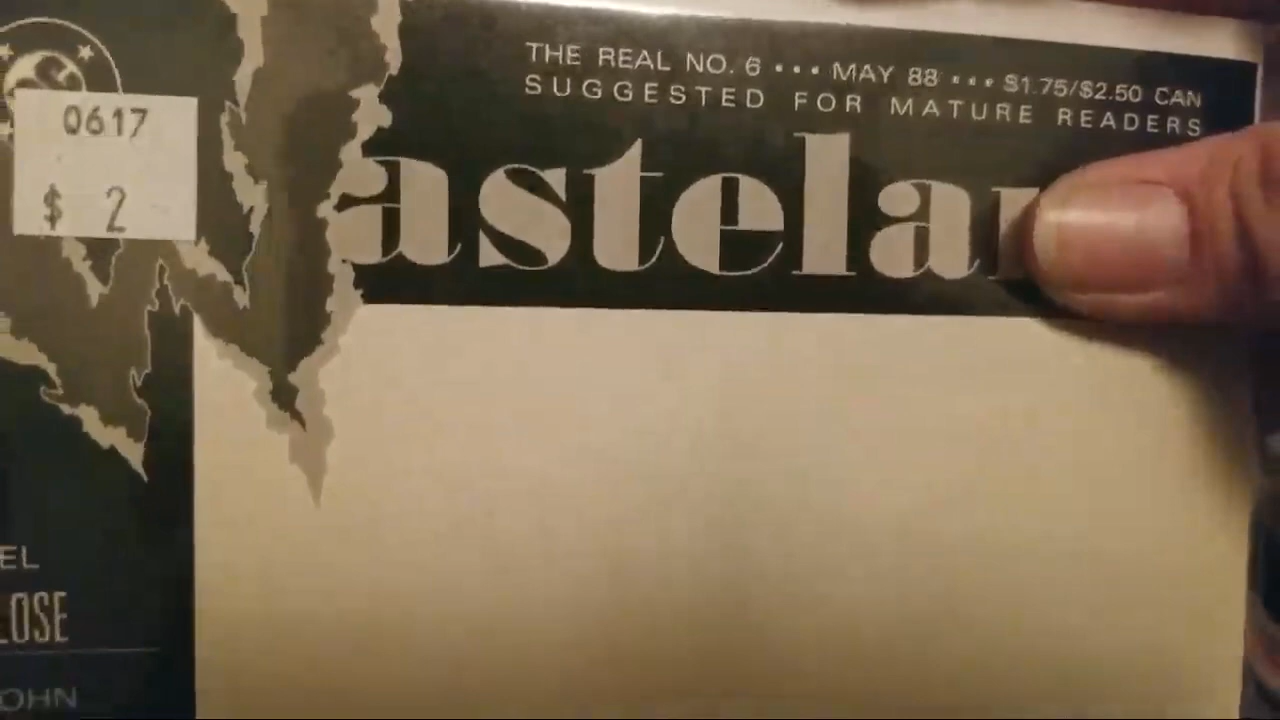 THE REAL NO. 6 ••• MAY 88 ••• $1.75/$2.50 CAN
SUGGESTED FOR MATURE READERS
Wastelan
0617
$ 2
EL
LOSE
OHN